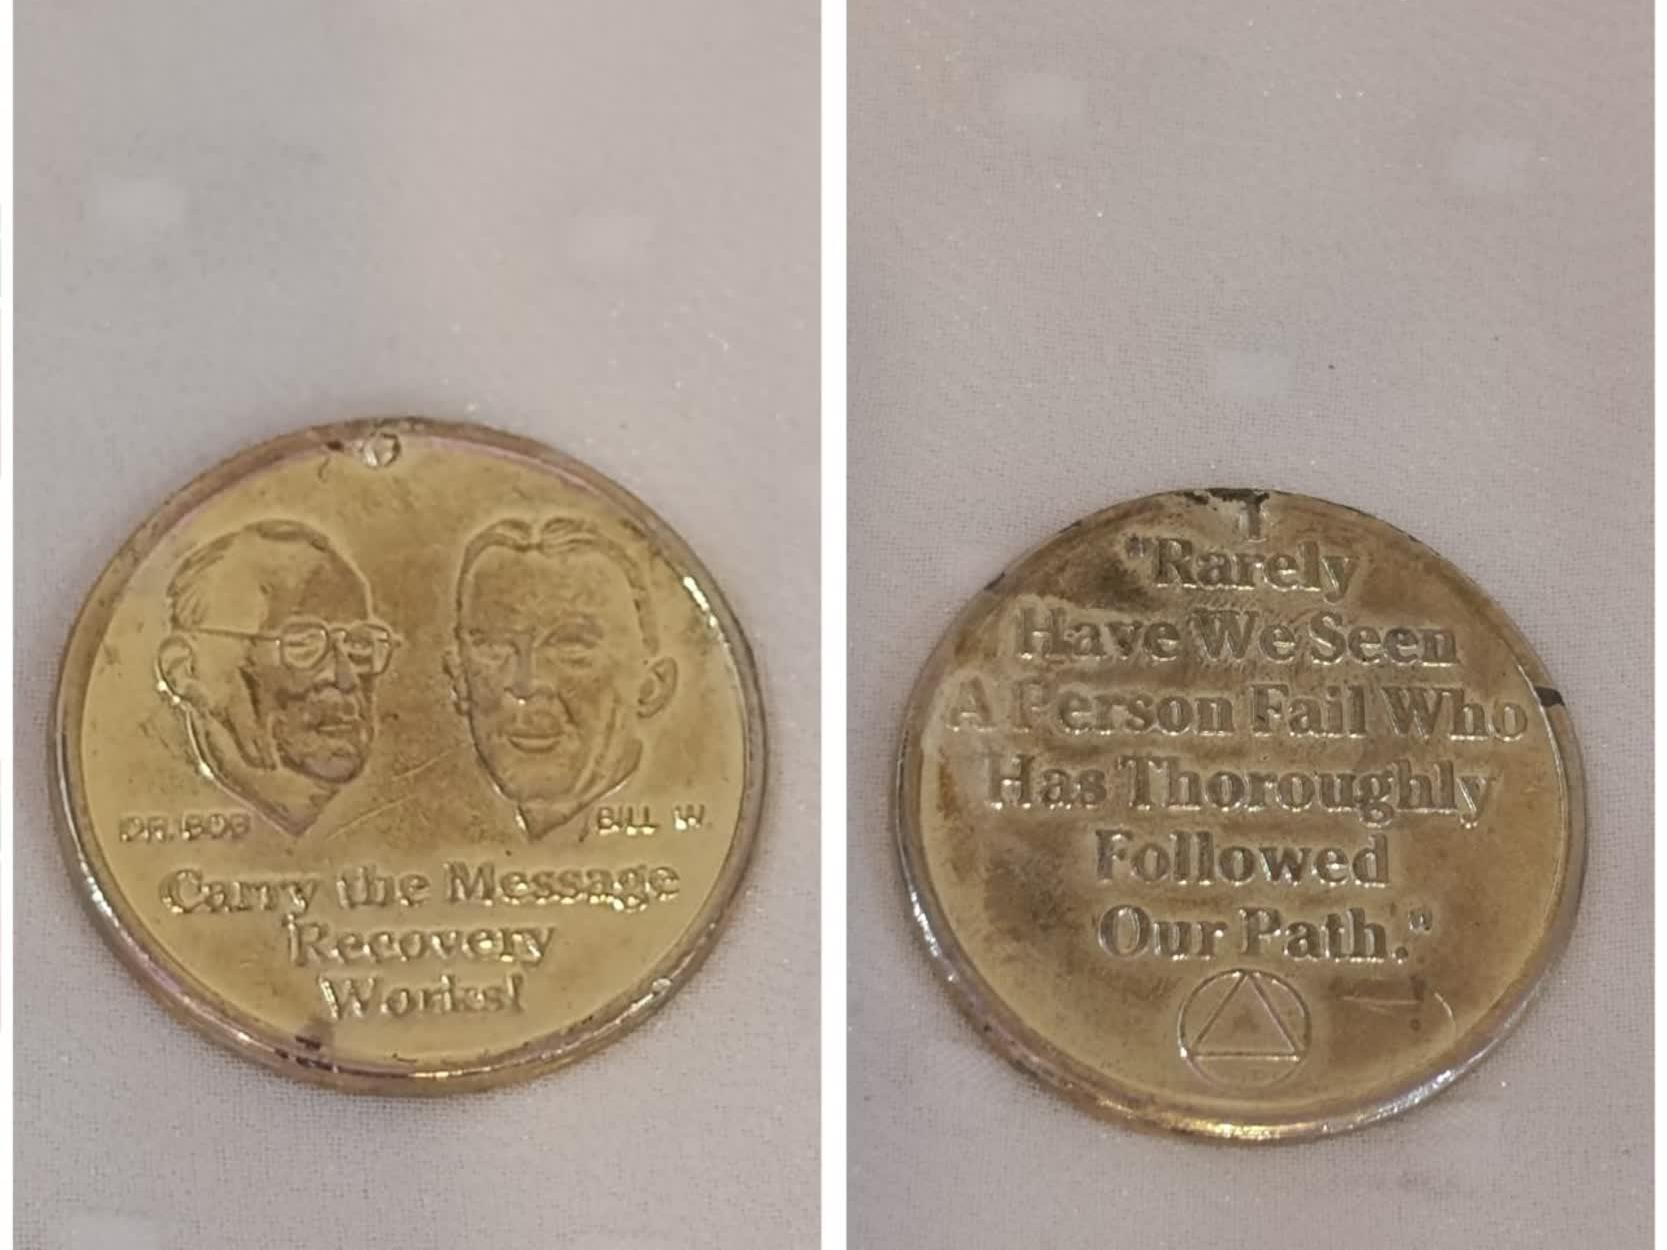 DR. BOB
BILL W.
Carry the Message
Recovery
Works!
"Rarely
Have We Seen
A Person Fail Who
Has Thoroughly
Followed
Our Path."